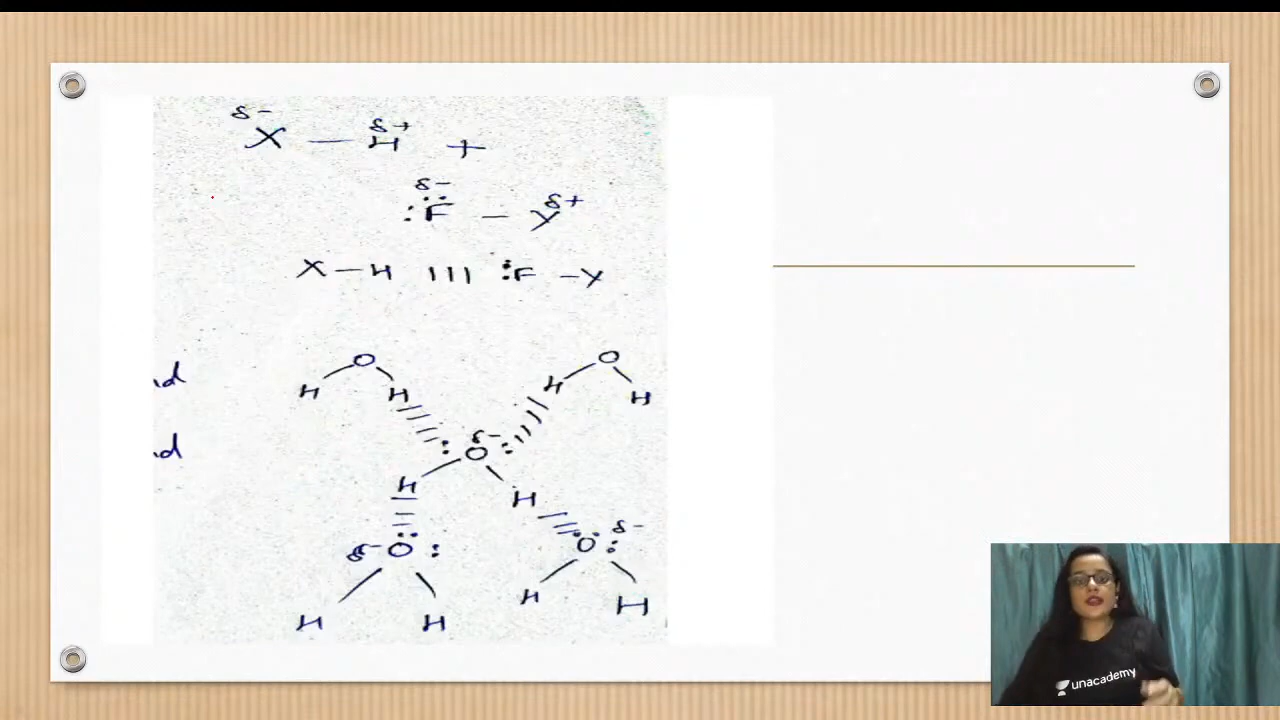 δ- δ+
X — H +
δ- δ+
:F̈ — Y
X — H ||| :F — Y
O O
H H H H
δ-
: O :
H H
δ-
δ- O : O :
H H H H
unacademy